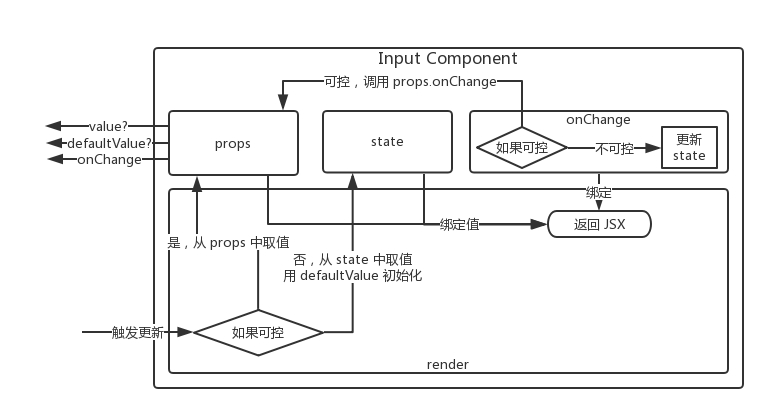 Input Component
可控，调用 props.onChange
value?
defaultValue?
onChange
props
state
onChange
如果可控
不可控
更新
state
绑定
返回 JSX
绑定值
是，从 props 中取值
否，从 state 中取值
用 defaultValue 初始化
触发更新
如果可控
render